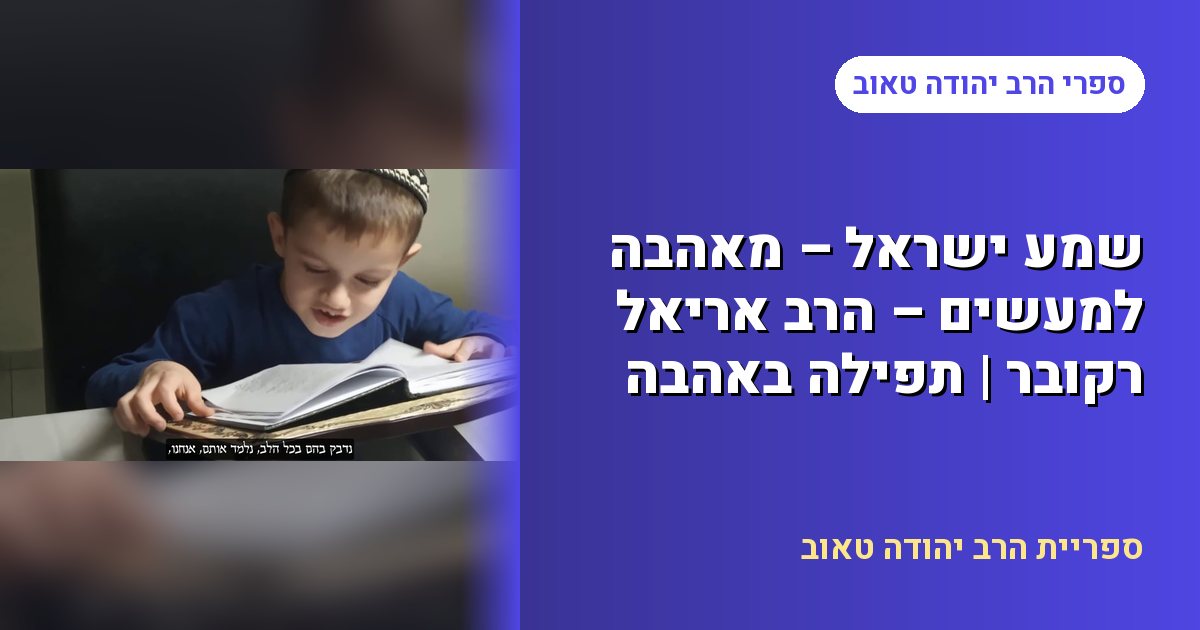 ספרי הרב יהודה טאוב
שמע ישראל – מאהבה
למעשים – הרב אריאל
רקובר | תפילה באהבה
נדבק בהם בכל הלב, נלמד אותם, אנחנו,
ספריית הרב יהודה טאוב